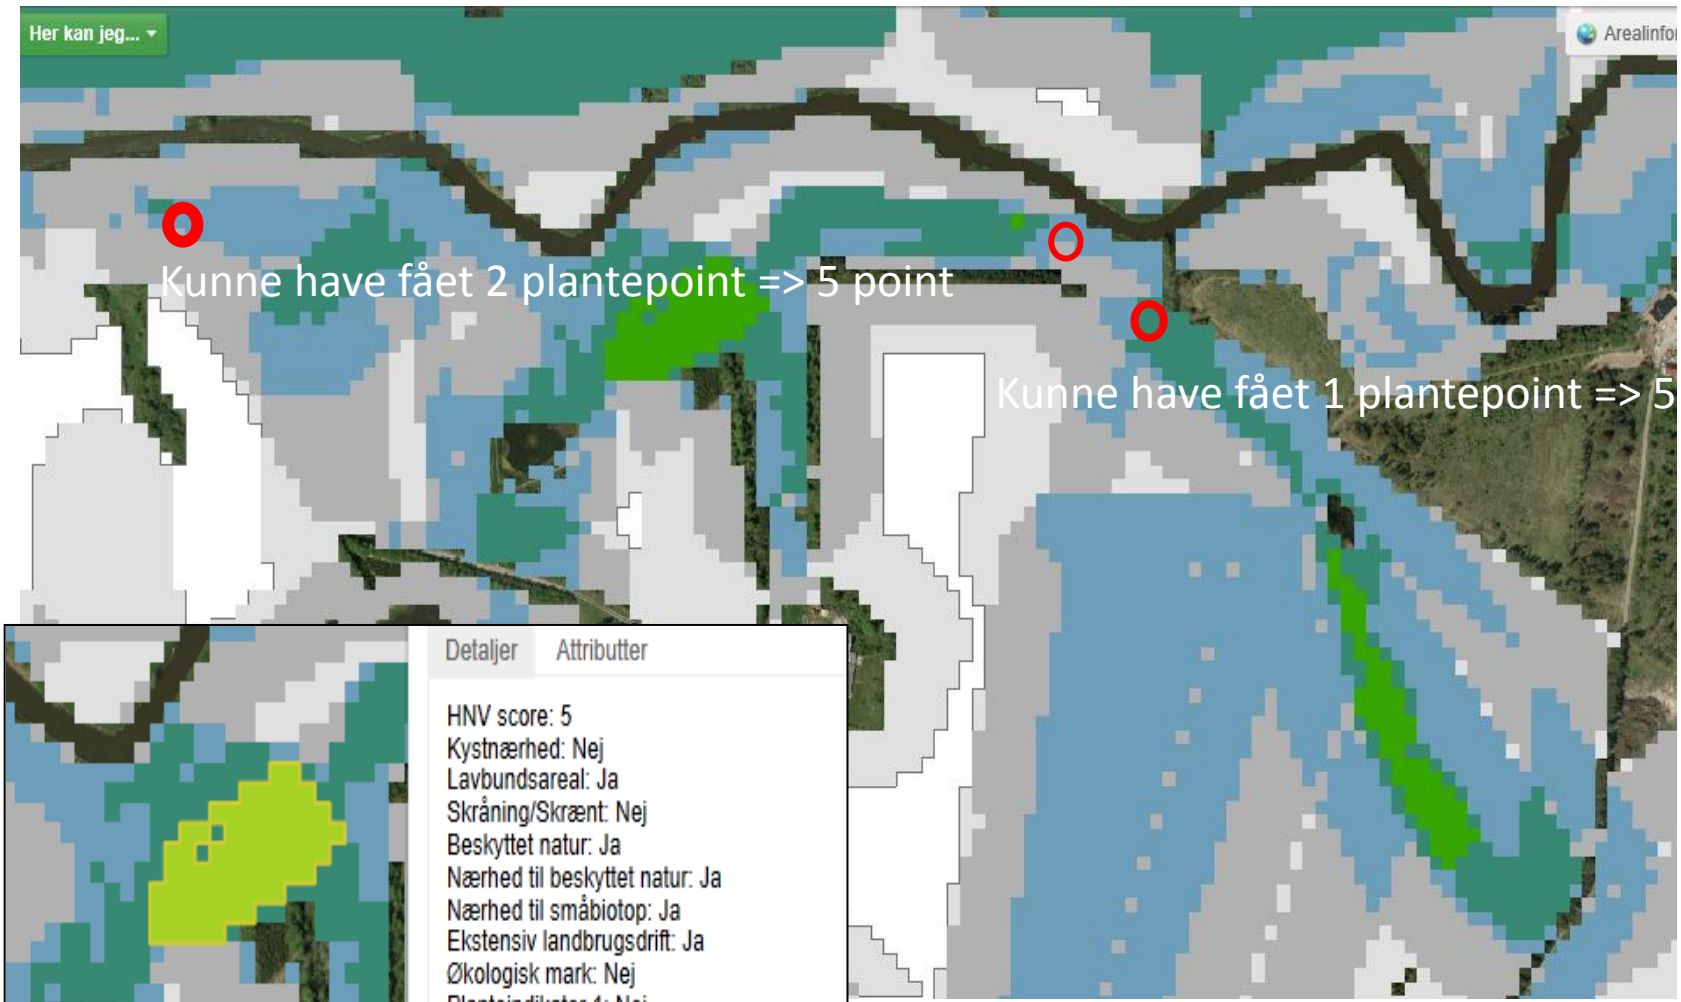 Her kan jeg...
Kunne have fået 2 plantepoint => 5 point
Kunne have fået 1 plantepoint => 5
Detaljer Attributter
HNV score: 5
Kystnærhed: Nej
Lavbundsareal: Ja
Skråning/Skrænt: Nej
Beskyttet natur: Ja
Nærhed til beskyttet natur: Ja
Nærhed til småbiotop: Ja
Ekstensiv landbrugsdrift: Ja
Økologisk mark: Nej